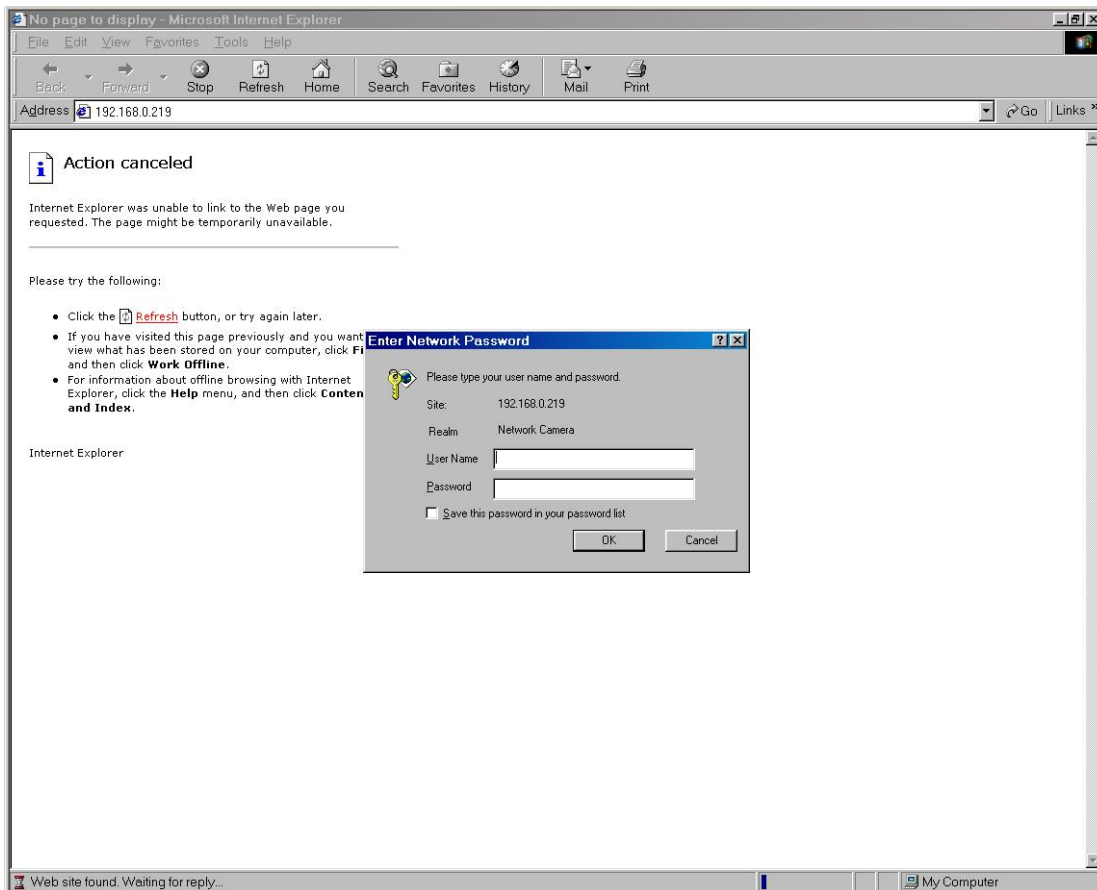 No page to display - Microsoft Internet Explorer
File Edit View Favorites Tools Help
Back Forward Stop Refresh Home Search Favorites History Mail Print
Address 192.168.0.219 Go Links »
Action canceled
Internet Explorer was unable to link to the Web page you
requested. The page might be temporarily unavailable.
Please try the following:
• Click the Refresh button, or try again later.
• If you have visited this page previously and you want
view what has been stored on your computer, click Fi
and then click Work Offline.
• For information about offline browsing with Internet
Explorer, click the Help menu, and then click Conten
and Index.
Internet Explorer
Enter Network Password
Please type your user name and password.
Site: 192.168.0.219
Realm Network Camera
User Name
Password
Save this password in your password list
OK Cancel
Web site found. Waiting for reply...
My Computer